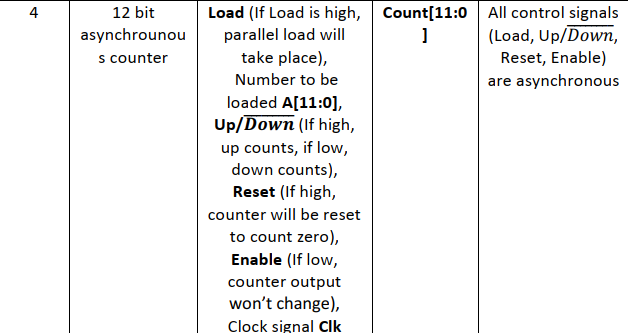 4
12 bit
asynchrounou
s counter
Load (If Load is high,
parallel load will
take place),
Number to be
loaded A[11:0],
Up/Down (If high,
up counts, if low,
down counts),
Reset (If high,
counter will be reset
to count zero),
Enable (If low,
counter output
won't change),
Clock signal Clk
Count[11:0
]
All control signals
(Load, Up/Down,
Reset, Enable)
are asynchronous